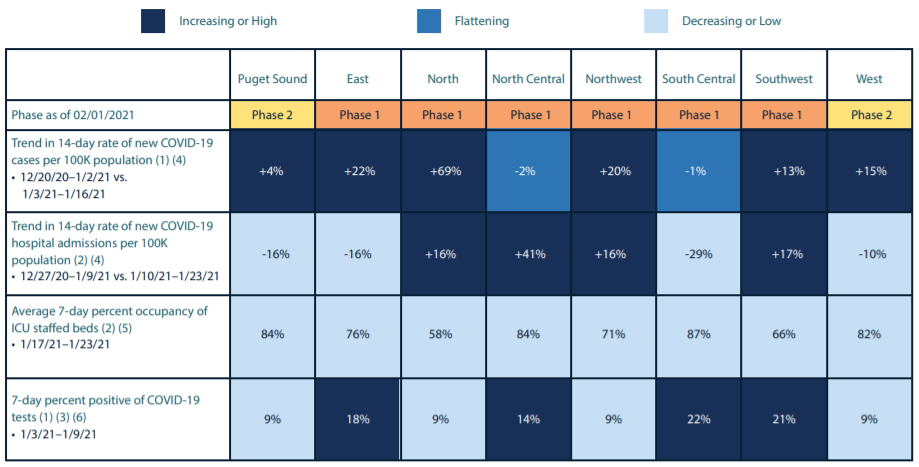 Increasing or High Flattening Decreasing or Low
Puget Sound East North North Central Northwest South Central Southwest West
Phase as of 02/01/2021 Phase 2 Phase 1 Phase 1 Phase 1 Phase 1 Phase 1 Phase 1 Phase 2
Trend in 14-day rate of new COVID-19
cases per 100K population (1) (4)
• 12/20/20–1/2/21 vs.
1/3/21–1/16/21
+4% +22% +69% -2% +20% -1% +13% +15%
Trend in 14-day rate of new COVID-19
hospital admissions per 100K
population (2) (4)
• 12/27/20–1/9/21 vs. 1/10/21–1/23/21
-16% -16% +16% +41% +16% -29% +17% -10%
Average 7-day percent occupancy of
ICU staffed beds (2) (5)
• 1/17/21–1/23/21
84% 76% 58% 84% 71% 87% 66% 82%
7-day percent positive of COVID-19
tests (1) (3) (6)
• 1/3/21–1/9/21
9% 18% 9% 14% 9% 22% 21% 9%